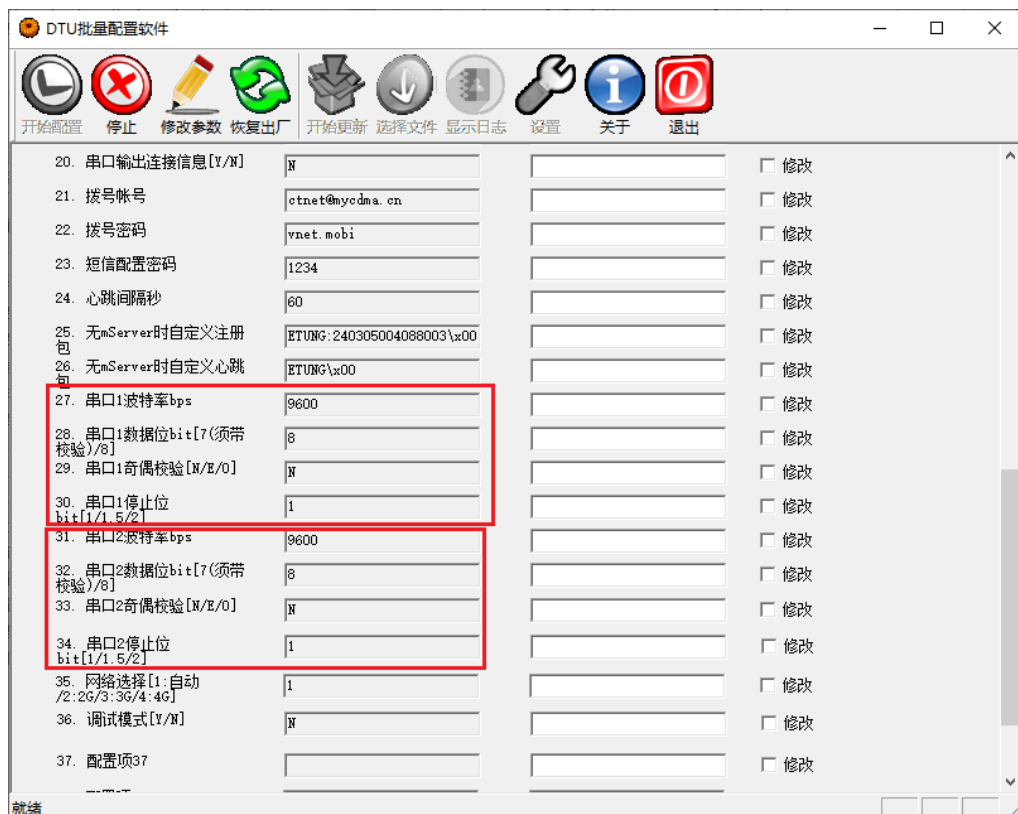 DTU批量配置软件
开始配置 停止 修改参数 恢复出厂 开始更新 选择文件 显示日志 设置 关于 退出
20. 串口输出连接信息[Y/N] N 修改
21. 拨号帐号 ctnet@mycdma.cn 修改
22. 拨号密码 vnet.mobi 修改
23. 短信配置密码 1234 修改
24. 心跳间隔秒 60 修改
25. 无mServer时自定义注册
包 ETUNG:240305004088003\x00 修改
26. 无mServer时自定义心跳
包 ETUNG\x00 修改
27. 串口1波特率bps 9600 修改
28. 串口1数据位bit[7(须带
校验)/8] 8 修改
29. 串口1奇偶校验[N/E/O] N 修改
30. 串口1停止位
bit[1/1.5/2] 1 修改
31. 串口2波特率bps 9600 修改
32. 串口2数据位bit[7(须带
校验)/8] 8 修改
33. 串口2奇偶校验[N/E/O] N 修改
34. 串口2停止位
bit[1/1.5/2] 1 修改
35. 网络选择[1:自动
/2:2G/3:3G/4:4G] 1 修改
36. 调试模式[Y/N] N 修改
37. 配置项37 修改
就绪